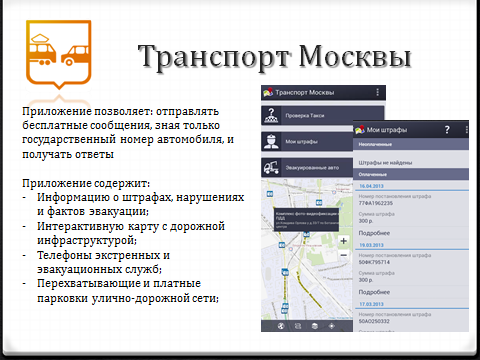 Транспорт Москвы
Приложение позволяет: отправлять
бесплатные сообщения, зная только
государственный номер автомобиля, и
получать ответы
Приложение содержит:
- Информацию о штрафах, нарушениях
и фактов эвакуации;
- Интерактивную карту с дорожной
инфраструктурой;
- Телефоны экстренных и
эвакуационных служб;
- Перехватывающие и платные
парковки улично-дорожной сети;
Транспорт Москвы
Проверка Такси
Мои штрафы
Эвакуированные авто
Комплекс фото-видеофиксации
ПДД
Мои штрафы ?
Неоплаченные
Штрафы не найдены
Оплаченные
16.04.2013
Номер постановления штрафа
77ФА1962235
Сумма штрафа
300 р.
Подробнее
19.03.2013
Номер постановления штрафа
50ФК795714
Сумма штрафа
300 р.
Подробнее
17.03.2013
Номер постановления штрафа
50АО250332